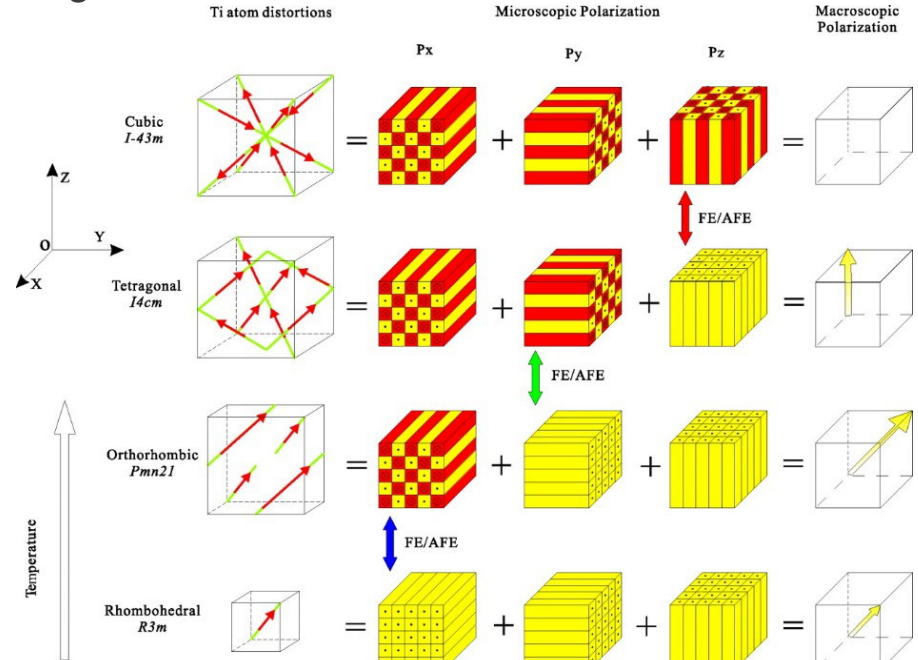 Ti atom distortions
Microscopic Polarization
Macroscopic
Polarization
Px
Py
Pz
Cubic
I-43m
=
+
+
=
Z
O
Y
X
FE/AFE
Tetragonal
I4cm
=
+
+
=
FE/AFE
Orthorhombic
Pmn21
=
+
+
=
FE/AFE
Temperature
Rhombohedral
R3m
=
+
+
=